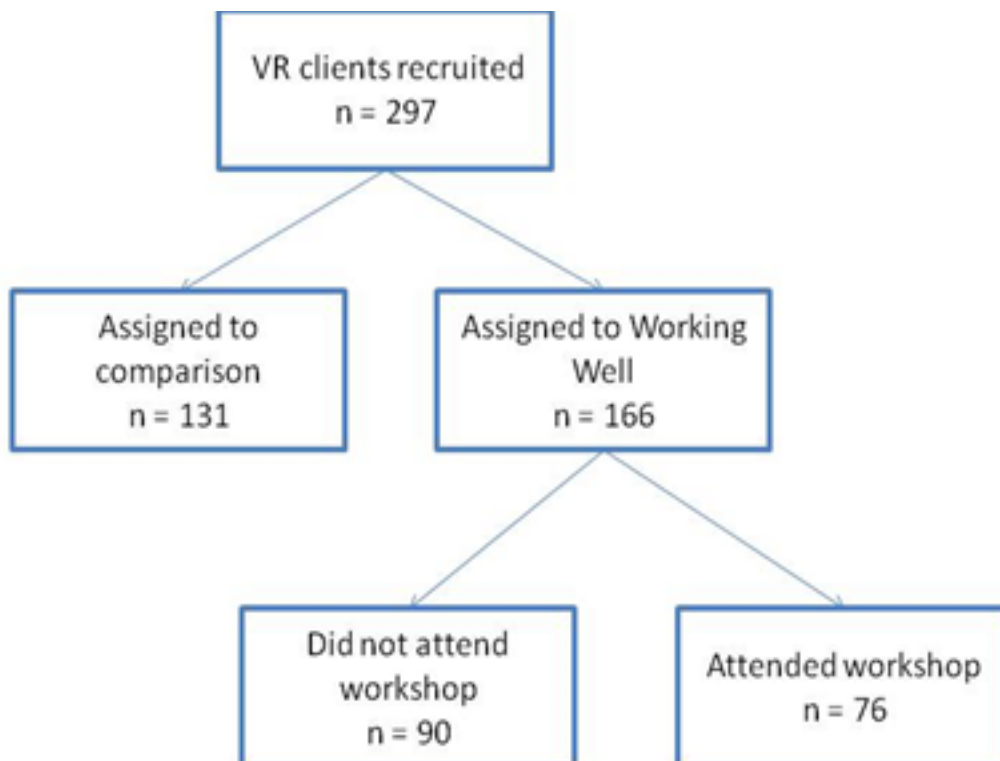 VR clients recruited
n = 297
Assigned to
comparison
n = 131
Assigned to Working
Well
n = 166
Did not attend
workshop
n = 90
Attended workshop
n = 76